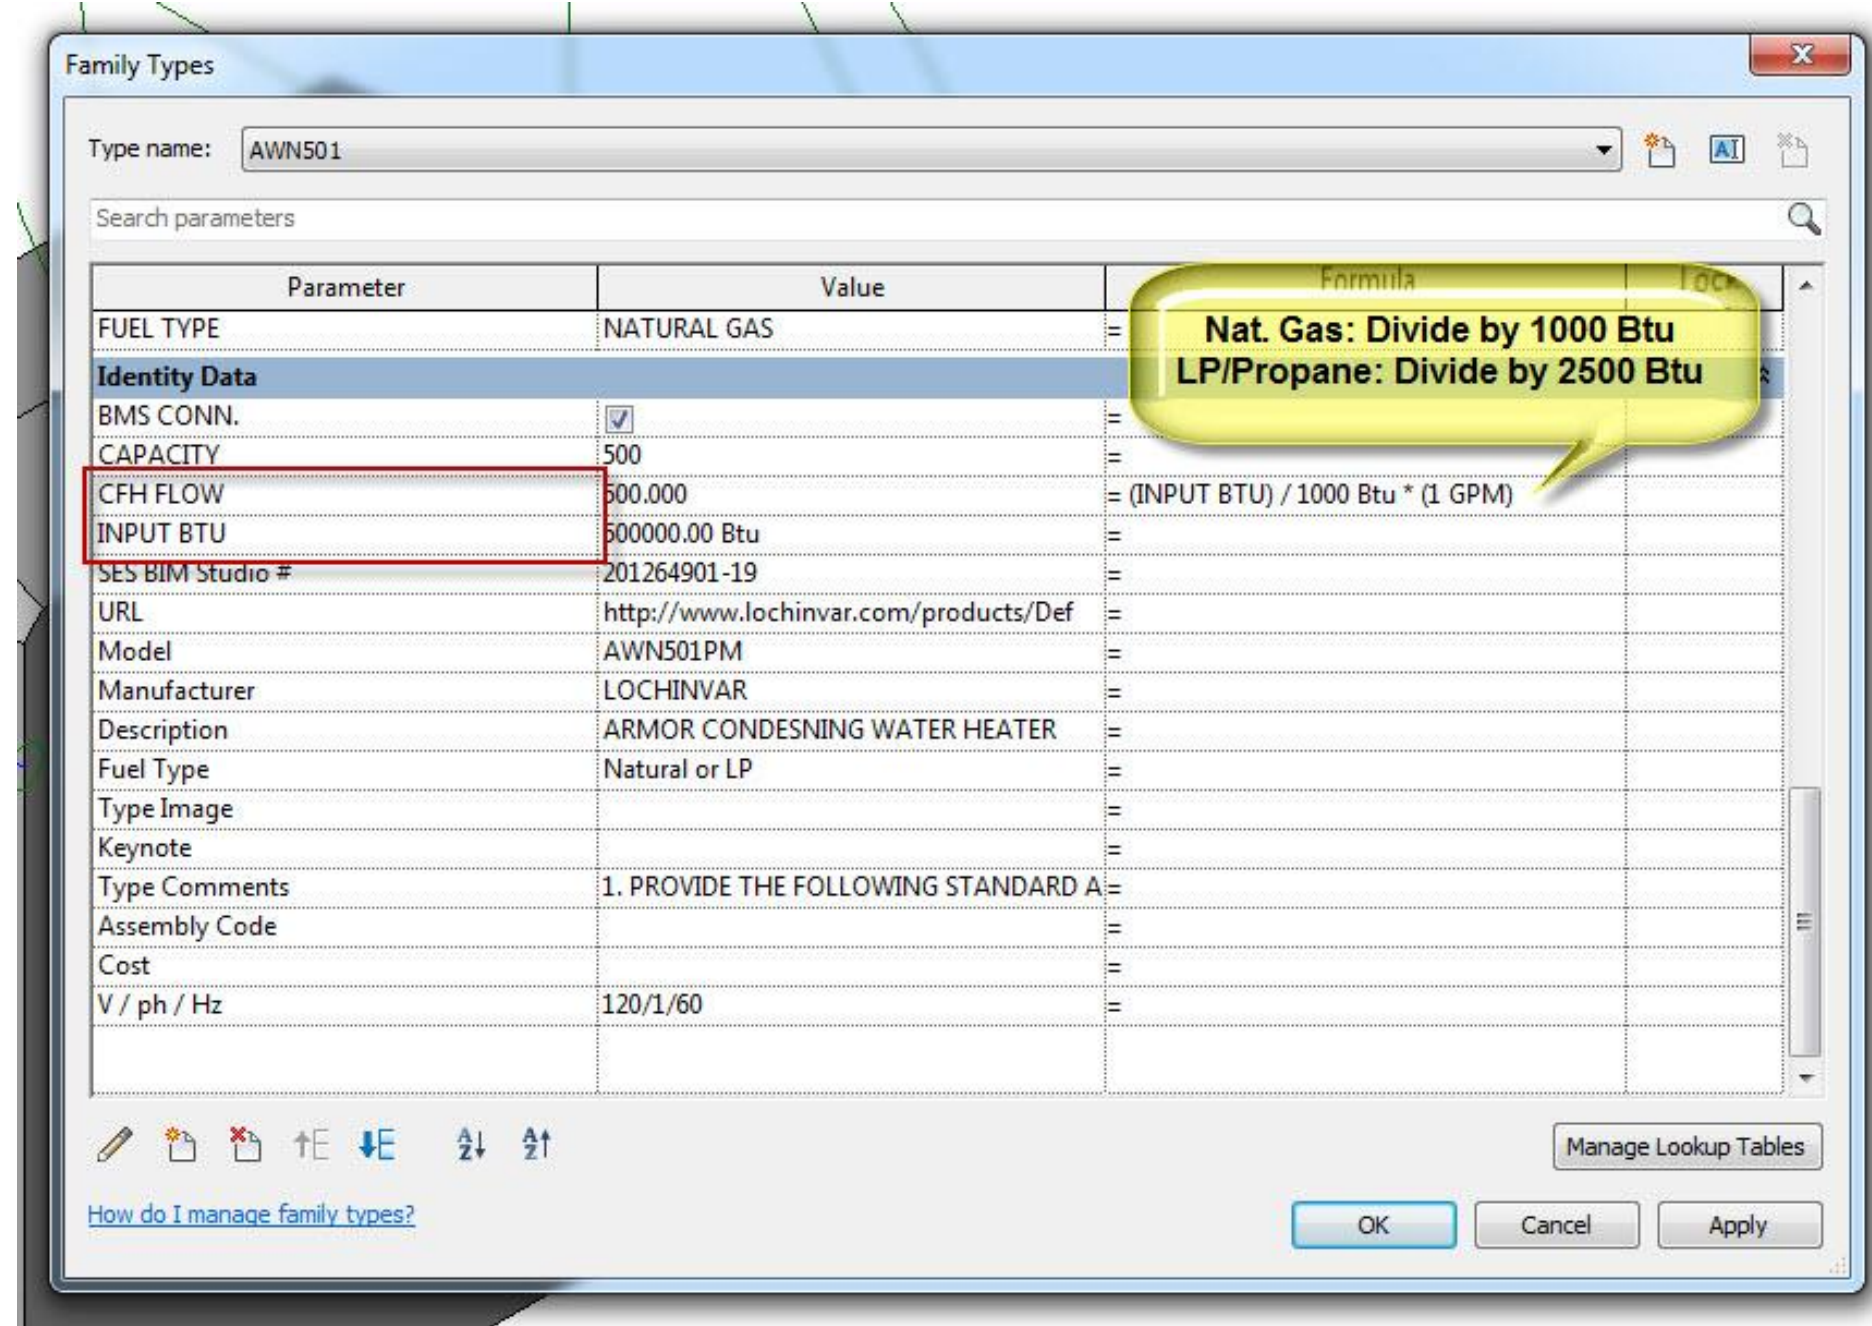 Family Types
Type name: AWN501
Search parameters
Parameter Value Formula Lock
FUEL TYPE NATURAL GAS =
Nat. Gas: Divide by 1000 Btu
LP/Propane: Divide by 2500 Btu
Identity Data
BMS CONN. =
CAPACITY 500 =
CFH FLOW 500.000 = (INPUT BTU) / 1000 Btu * (1 GPM)
INPUT BTU 500000.00 Btu =
SES BIM Studio # 201264901-19 =
URL http://www.lochinvar.com/products/Def =
Model AWN501PM =
Manufacturer LOCHINVAR =
Description ARMOR CONDESNING WATER HEATER =
Fuel Type Natural or LP =
Type Image =
Keynote =
Type Comments 1. PROVIDE THE FOLLOWING STANDARD A =
Assembly Code =
Cost =
V / ph / Hz 120/1/60 =
Manage Lookup Tables
How do I manage family types?
OK Cancel Apply